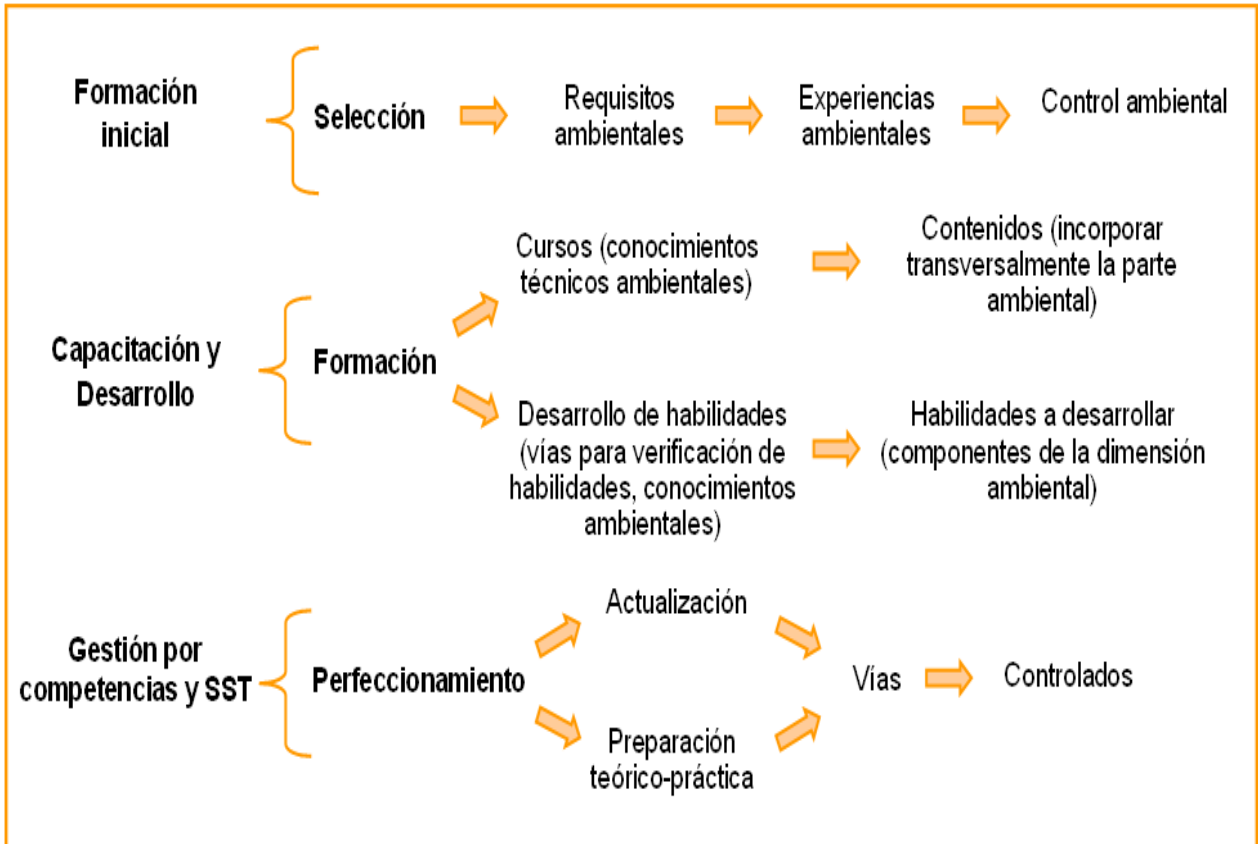 Formación
inicial
Selección
Requisitos
ambientales
Experiencias
ambientales
Control ambiental
Capacitación y
Desarrollo
Formación
Cursos (conocimientos
técnicos ambientales)
Contenidos (incorporar
transversalmente la parte
ambiental)
Desarrollo de habilidades
(vías para verificación de
habilidades, conocimientos
ambientales)
Habilidades a desarrollar
(componentes de la dimensión
ambiental)
Gestión por
competencias y SST
Perfeccionamiento
Actualización
Preparación
teórico-práctica
Vías
Controlados